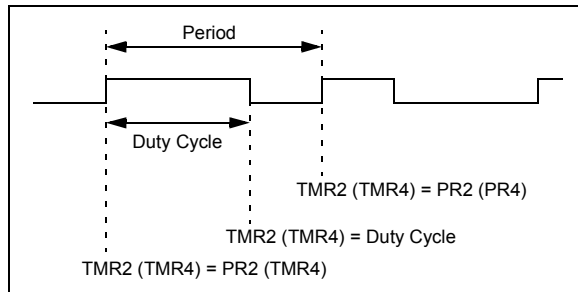 Period
Duty Cycle
TMR2 (TMR4) = PR2 (PR4)
TMR2 (TMR4) = Duty Cycle
TMR2 (TMR4) = PR2 (TMR4)